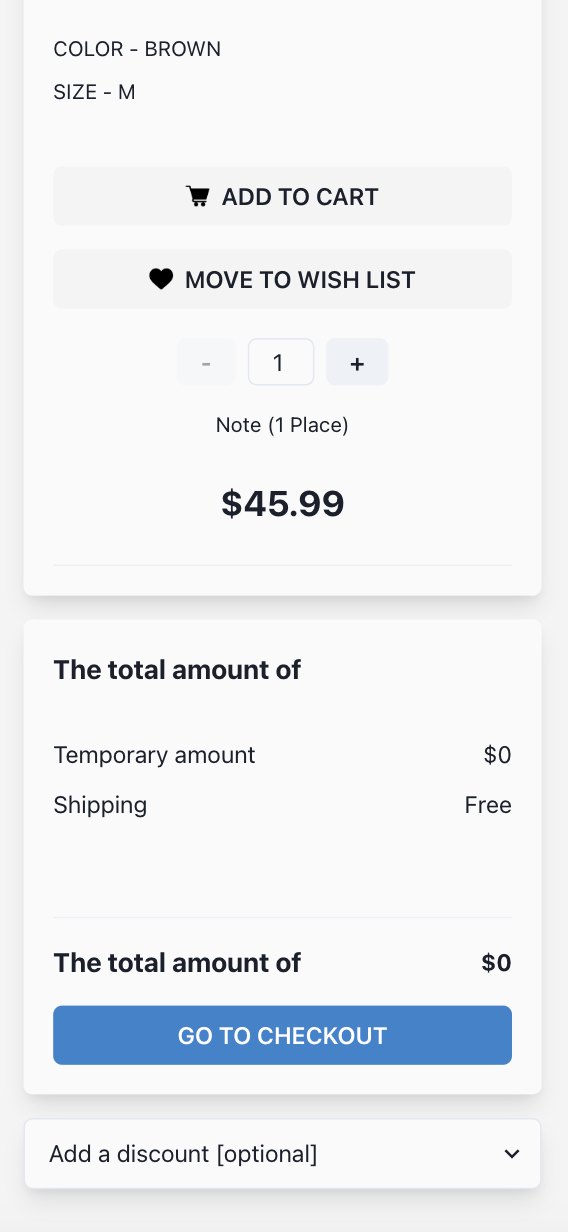 COLOR - BROWN
SIZE - M
ADD TO CART
MOVE TO WISH LIST
- 1 +
Note (1 Place)
$45.99
The total amount of
Temporary amount $0
Shipping Free
The total amount of $0
GO TO CHECKOUT
Add a discount [optional]